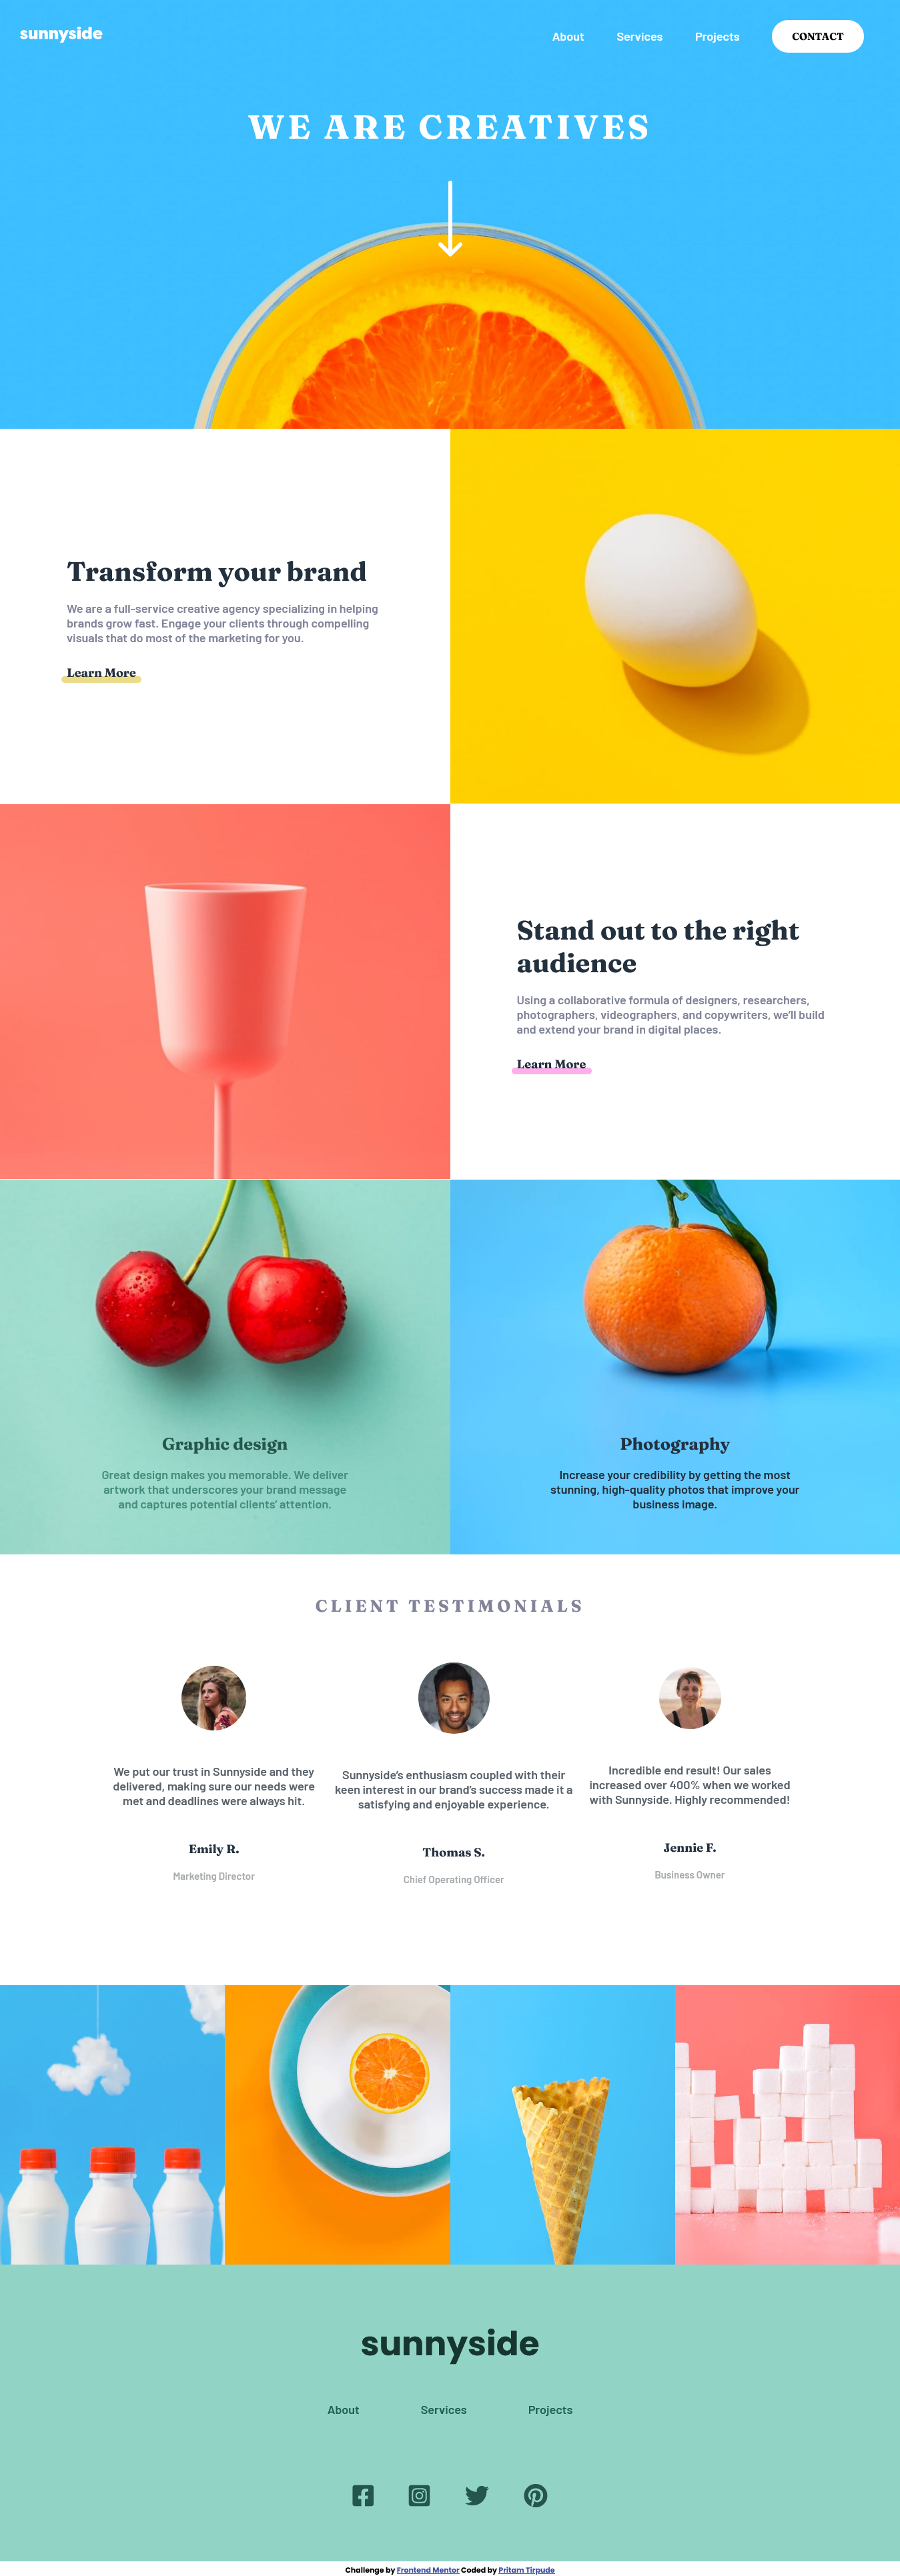 sunnyside
About Services Projects CONTACT
WE ARE CREATIVES
Transform your brand
We are a full-service creative agency specializing in helping
brands grow fast. Engage your clients through compelling
visuals that do most of the marketing for you.
Learn More
Stand out to the right
audience
Using a collaborative formula of designers, researchers,
photographers, videographers, and copywriters, we’ll build
and extend your brand in digital places.
Learn More
Graphic design
Great design makes you memorable. We deliver
artwork that underscores your brand message
and captures potential clients’ attention.
Photography
Increase your credibility by getting the most
stunning, high-quality photos that improve your
business image.
CLIENT TESTIMONIALS
We put our trust in Sunnyside and they
delivered, making sure our needs were
met and deadlines were always hit.
Emily R.
Marketing Director
Sunnyside’s enthusiasm coupled with their
keen interest in our brand’s success made it a
satisfying and enjoyable experience.
Thomas S.
Chief Operating Officer
Incredible end result! Our sales
increased over 400% when we worked
with Sunnyside. Highly recommended!
Jennie F.
Business Owner
sunnyside
About Services Projects
Challenge by Frontend Mentor Coded by Pritam Tirpude